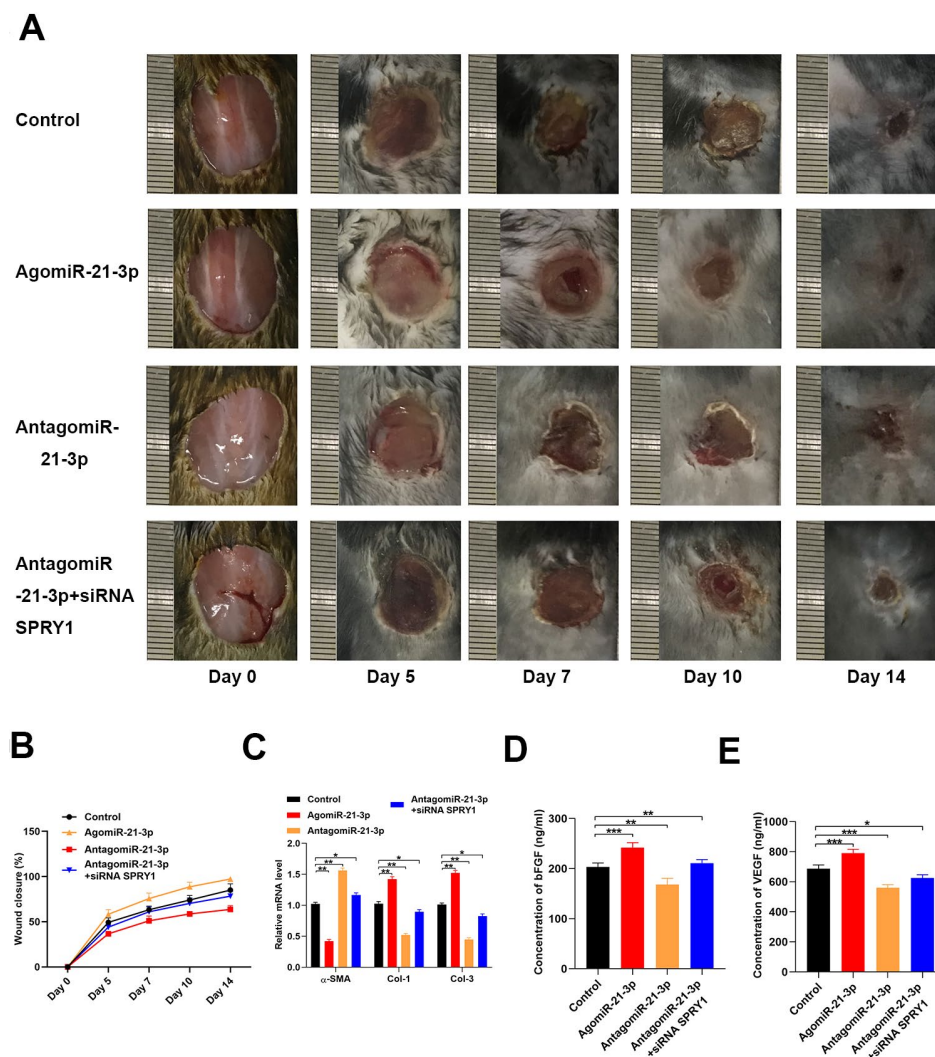 A
Control
AgomiR-21-3p
AntagomiR-
21-3p
AntagomiR
-21-3p+siRNA
SPRY1
Day 0
Day 5
Day 7
Day 10
Day 14
B
Control
AgomiR-21-3p
AntagomiR-21-3p
AntagomiR-21-3p
+siRNA SPRY1
Wound closure (%)
150
100
50
0
Day 0
Day 5
Day 7
Day 10
Day 14
C
Control
AgomiR-21-3p
AntagomiR-21-3p
AntagomiR-21-3p
+siRNA SPRY1
Relative mRNA level
2.0
1.5
1.0
0.5
0.0
*
**
**
*
**
**
*
**
**
α-SMA
Col-1
Col-3
D
Concentration of bFGF (ng/ml)
300
200
100
0
**
**
***
Control
AgomiR-21-3p
AntagomiR-21-3p
AntagomiR-21-3p
+siRNA SPRY1
E
Concentration of VEGF (ng/ml)
1000
800
600
400
200
0
*
***
***
Control
AgomiR-21-3p
AntagomiR-21-3p
AntagomiR-21-3p
+siRNA SPRY1